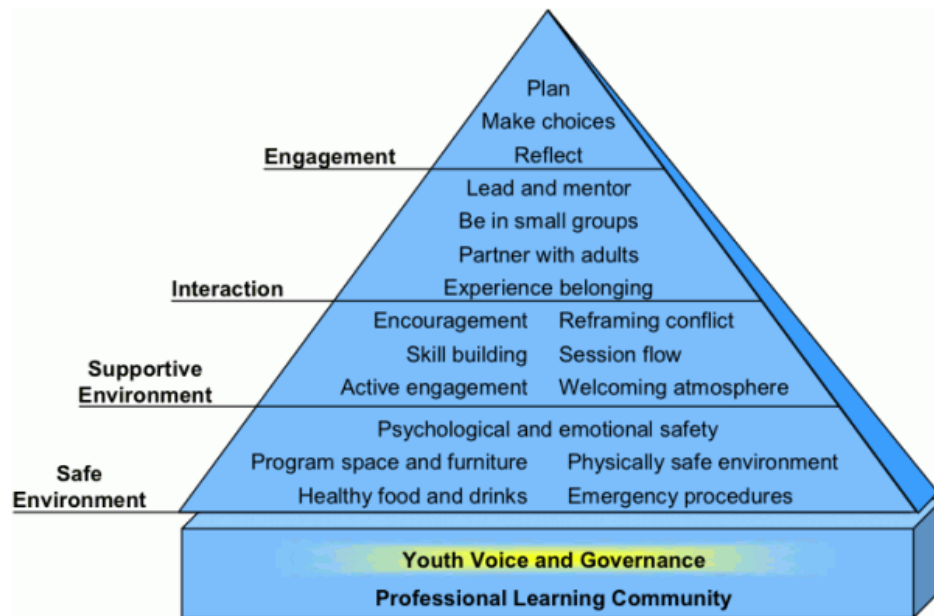 Plan
Make choices
Engagement Reflect
Lead and mentor
Be in small groups
Partner with adults
Interaction Experience belonging
Encouragement Reframing conflict
Skill building Session flow
Supportive
Environment Active engagement Welcoming atmosphere
Psychological and emotional safety
Program space and furniture Physically safe environment
Safe
Environment Healthy food and drinks Emergency procedures
Youth Voice and Governance
Professional Learning Community